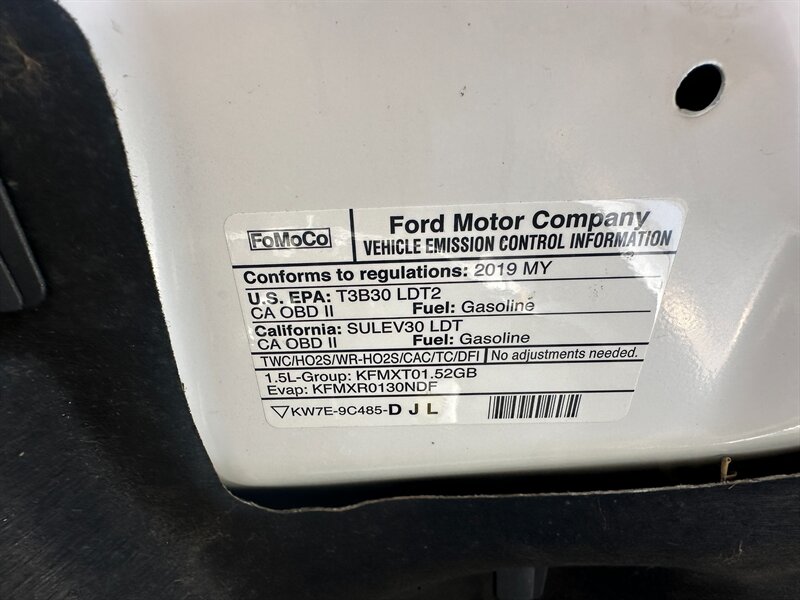 FoMoCo
Ford Motor Company
VEHICLE EMISSION CONTROL INFORMATION
Conforms to regulations: 2019 MY
U.S. EPA: T3B30 LDT2
CA OBD II Fuel: Gasoline
California: SULEV30 LDT
CA OBD II Fuel: Gasoline
TWC/HO2S/WR-HO2S/CAC/TC/DFI No adjustments needed.
1.5L-Group: KFMXT01.52GB
Evap: KFMXR0130NDF
KW7E-9C485-D J L